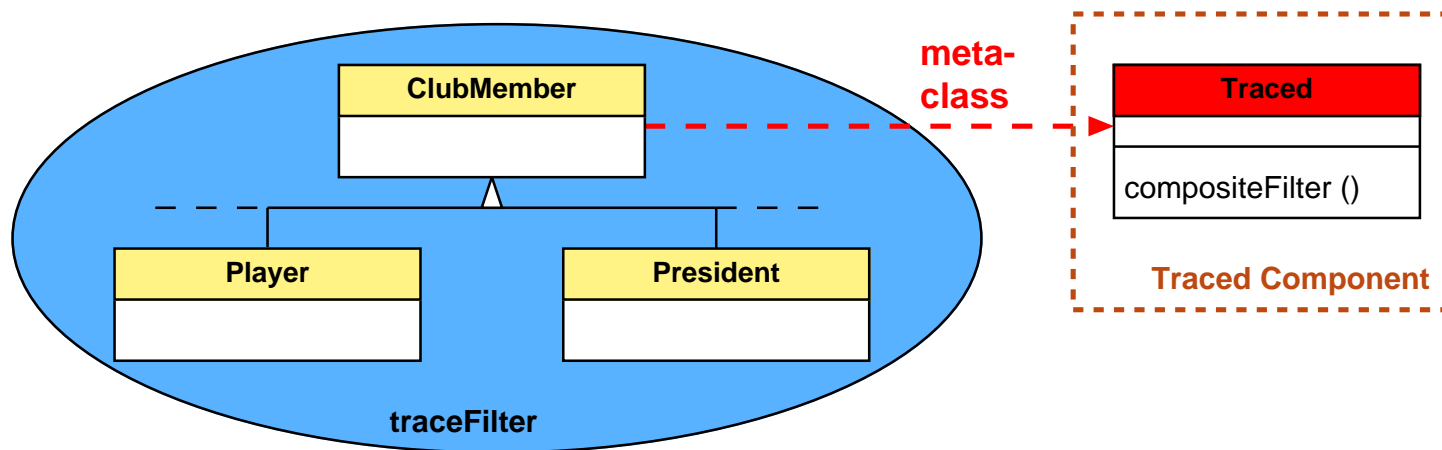 ClubMember
Player
President
traceFilter
meta-
class
Traced
compositeFilter ()
Traced Component